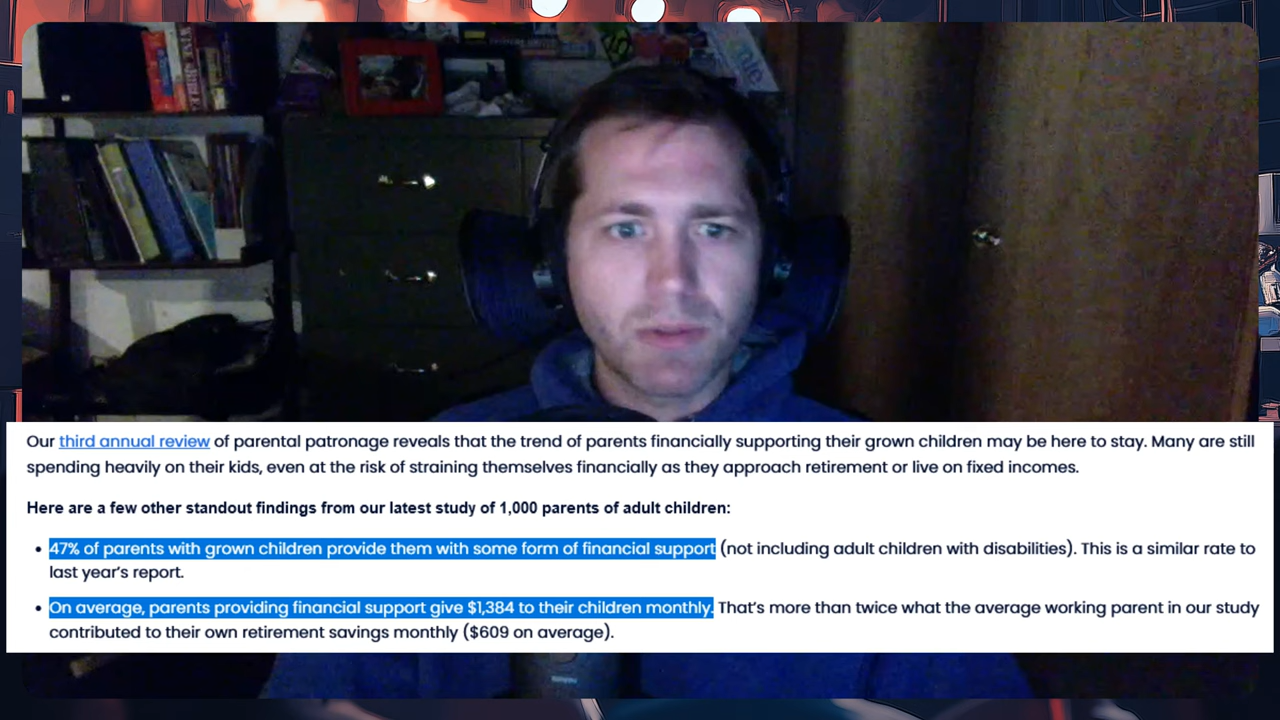 Our third annual review of parental patronage reveals that the trend of parents financially supporting their grown children may be here to stay. Many are still
spending heavily on their kids, even at the risk of straining themselves financially as they approach retirement or live on fixed incomes.
Here are a few other standout findings from our latest study of 1,000 parents of adult children:
• 47% of parents with grown children provide them with some form of financial support (not including adult children with disabilities). This is a similar rate to
last year's report.
• On average, parents providing financial support give $1,384 to their children monthly. That's more than twice what the average working parent in our study
contributed to their own retirement savings monthly ($609 on average).